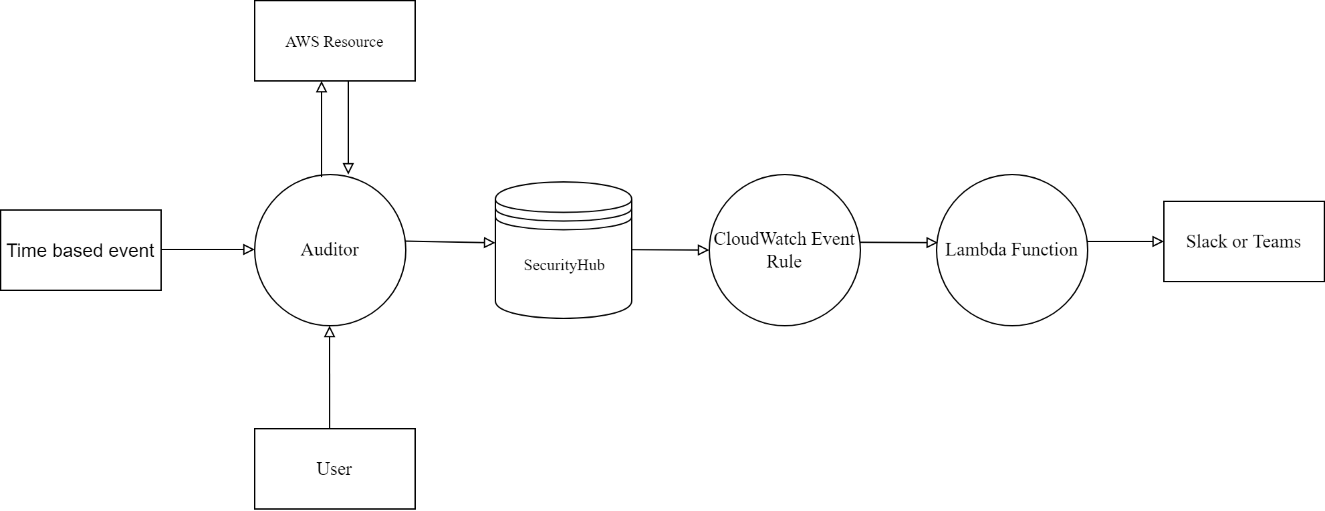 AWS Resource
Time based event
Auditor
SecurityHub
CloudWatch Event
Rule
Lambda Function
Slack or Teams
User